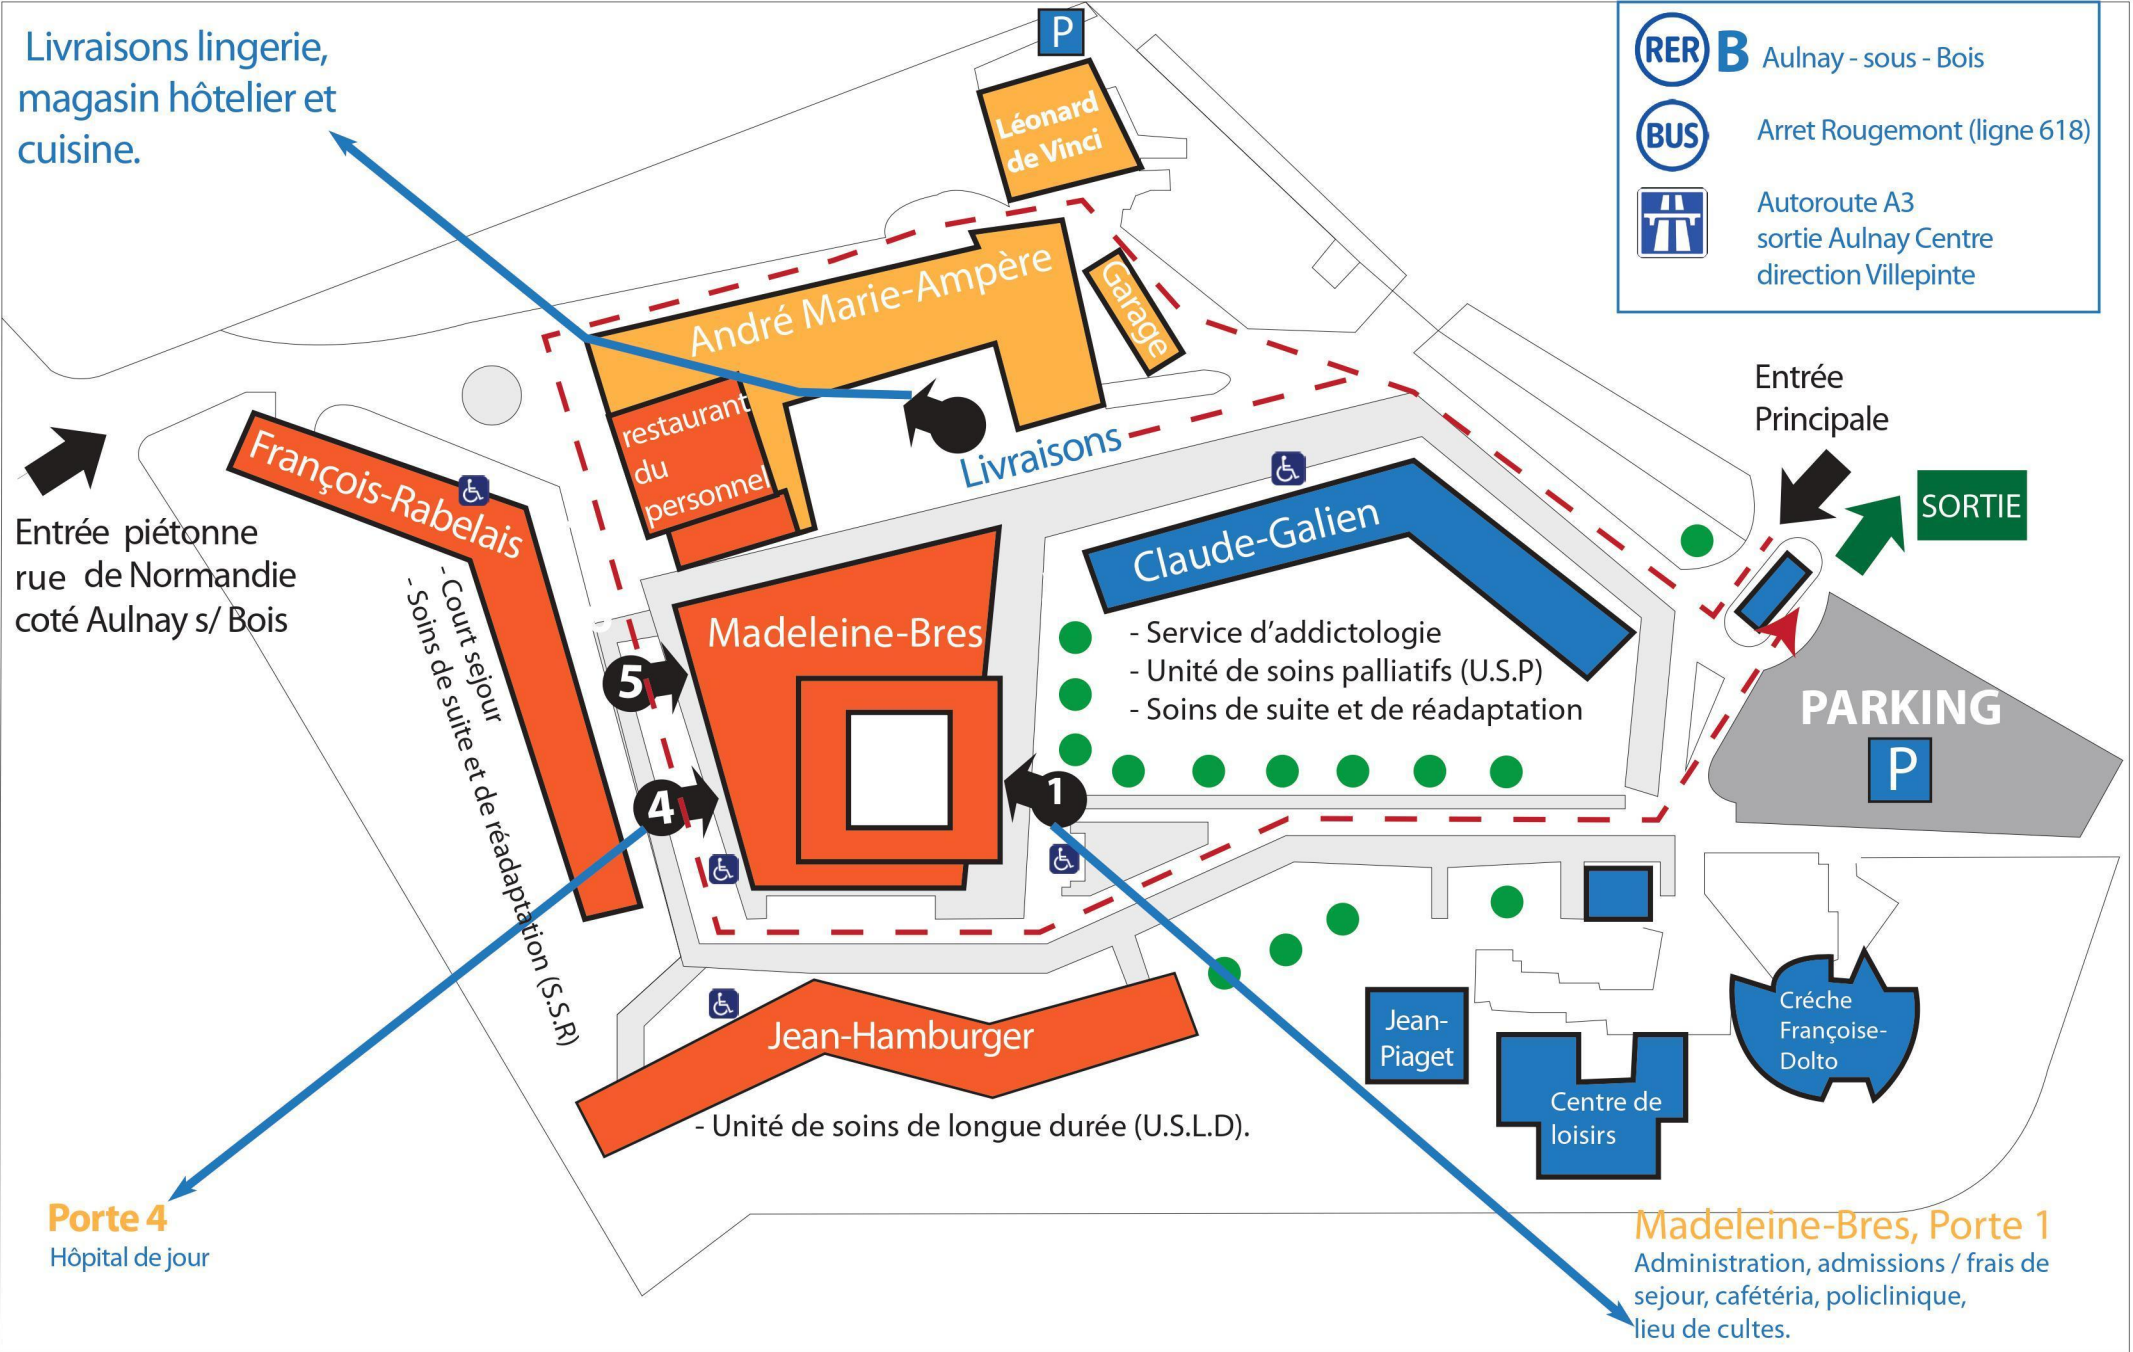 Livraisons lingerie,
magasin hôtelier et
cuisine.
P
Léonard
de Vinci
RER B Aulnay - sous - Bois
BUS Arret Rougemont (ligne 618)
Autoroute A3
sortie Aulnay Centre
direction Villepinte
André Marie-Ampère
Garage
restaurant
du
personnel
Livraisons
Entrée
Principale
SORTIE
François-Rabelais
Entrée piétonne
rue de Normandie
coté Aulnay s/ Bois
- Court sejour
- Soins de suite et de réadaptation (S.S.R)
Claude-Galien
- Service d'addictologie
- Unité de soins palliatifs (U.S.P)
- Soins de suite et de réadaptation
Madeleine-Bres
5
4
1
PARKING
P
Jean-Hamburger
- Unité de soins de longue durée (U.S.L.D).
Jean-
Piaget
Centre de
loisirs
Créche
Françoise-
Dolto
Porte 4
Hôpital de jour
Madeleine-Bres, Porte 1
Administration, admissions / frais de
sejour, cafétéria, policlinique,
lieu de cultes.